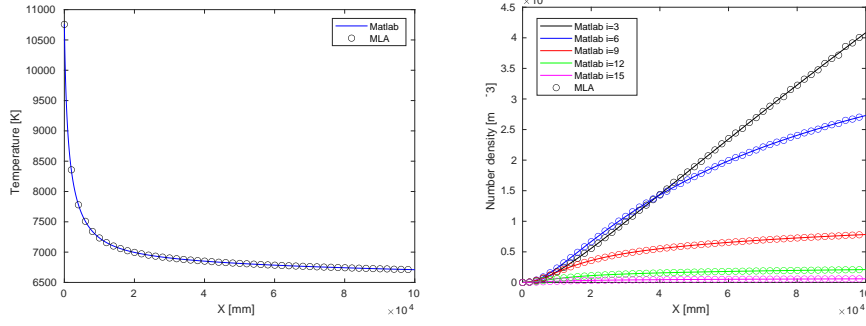 Matlab
MLA
11000
10500
10000
9500
9000
8500
8000
7500
7000
6500
Temperature [K]
0
2
4
6
8
10
X [mm]
×10⁴
Matlab i=3
Matlab i=6
Matlab i=9
Matlab i=12
Matlab i=15
MLA
4.5
4
3.5
3
2.5
2
1.5
1
0.5
0
Number density [m⁻3]
0
2
4
6
8
10
X [mm]
×10⁴